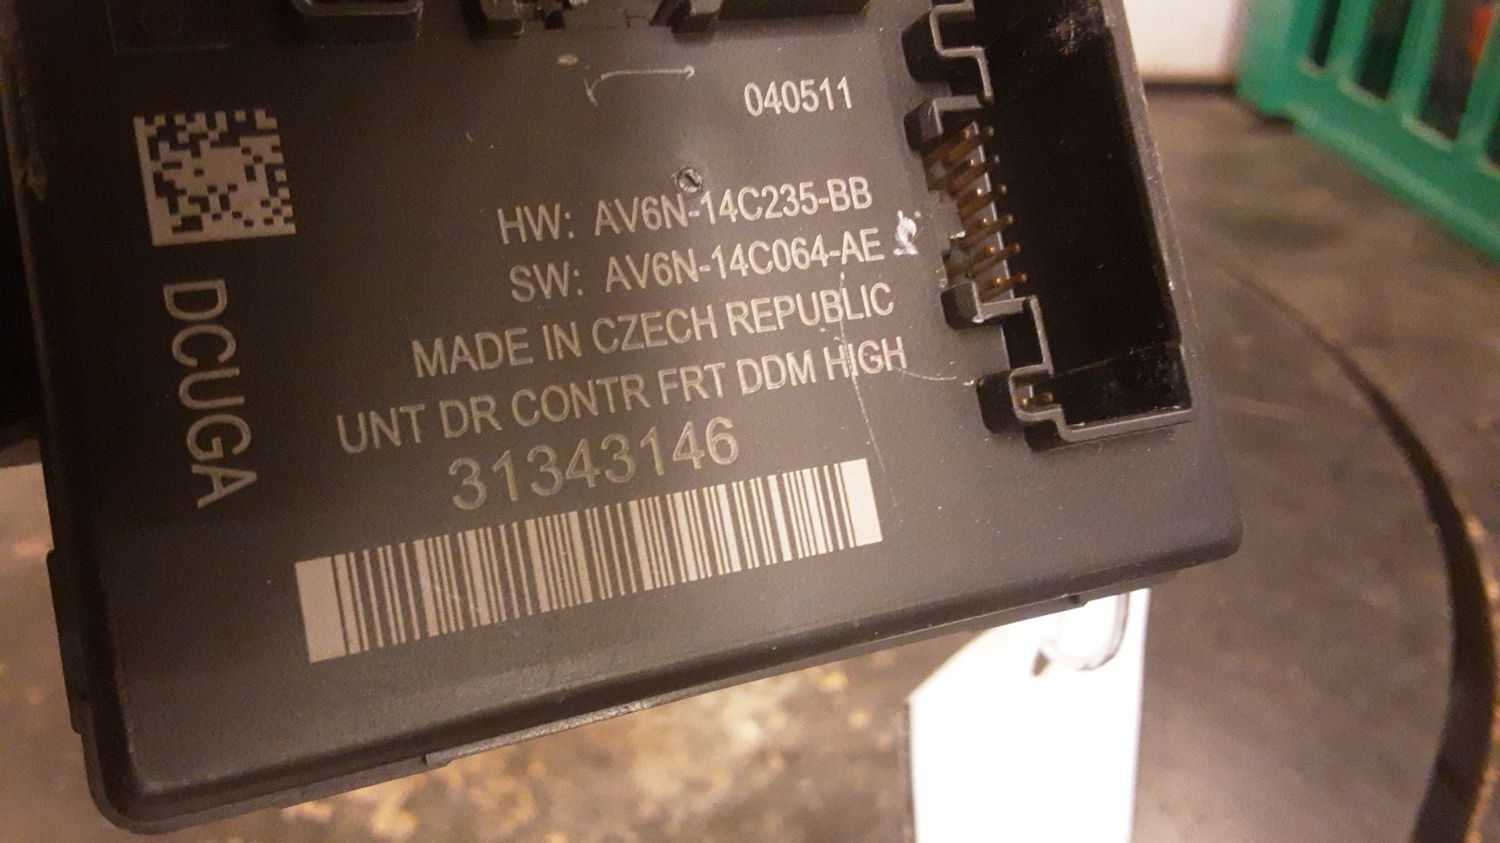 040511
HW: AV6N-14C235-BB
SW: AV6N-14C064-AE
MADE IN CZECH REPUBLIC
UNT DR CONTR FRT DDM HIGH
31343146
DCUGA